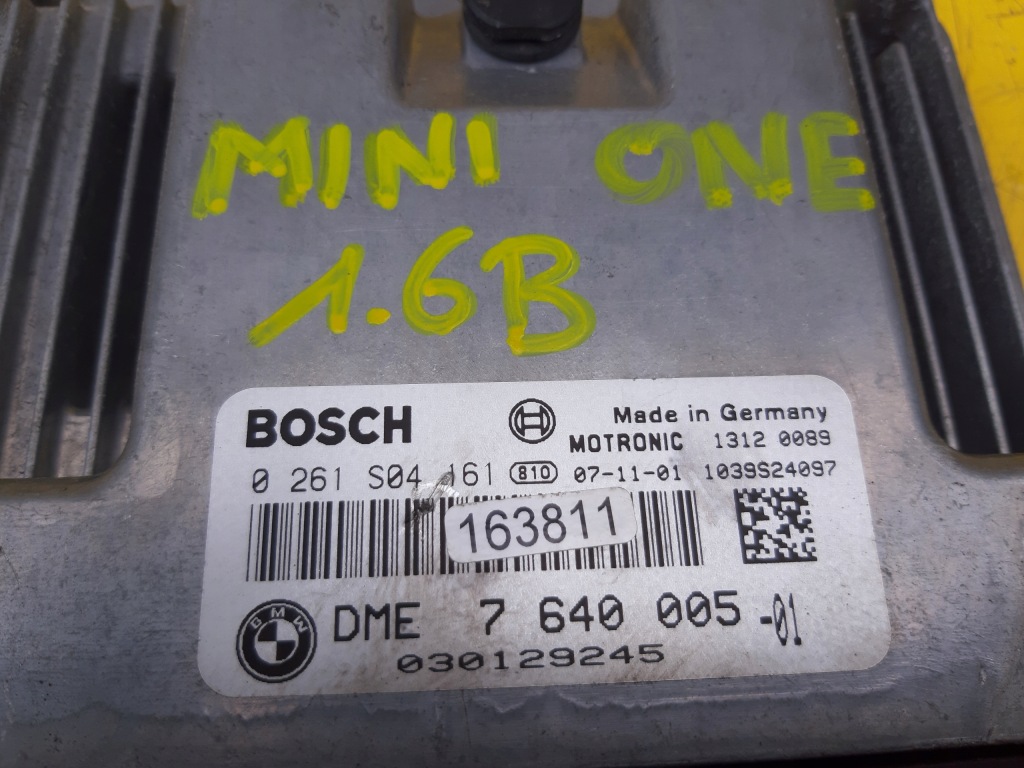 MINI ONE
1.6B
BOSCH
Made in Germany
MOTRONIC 1312 0089
0 261 S04 161 810 07-11-01 1039S24097
163811
BMW
DME 7 640 005 -01
030129245